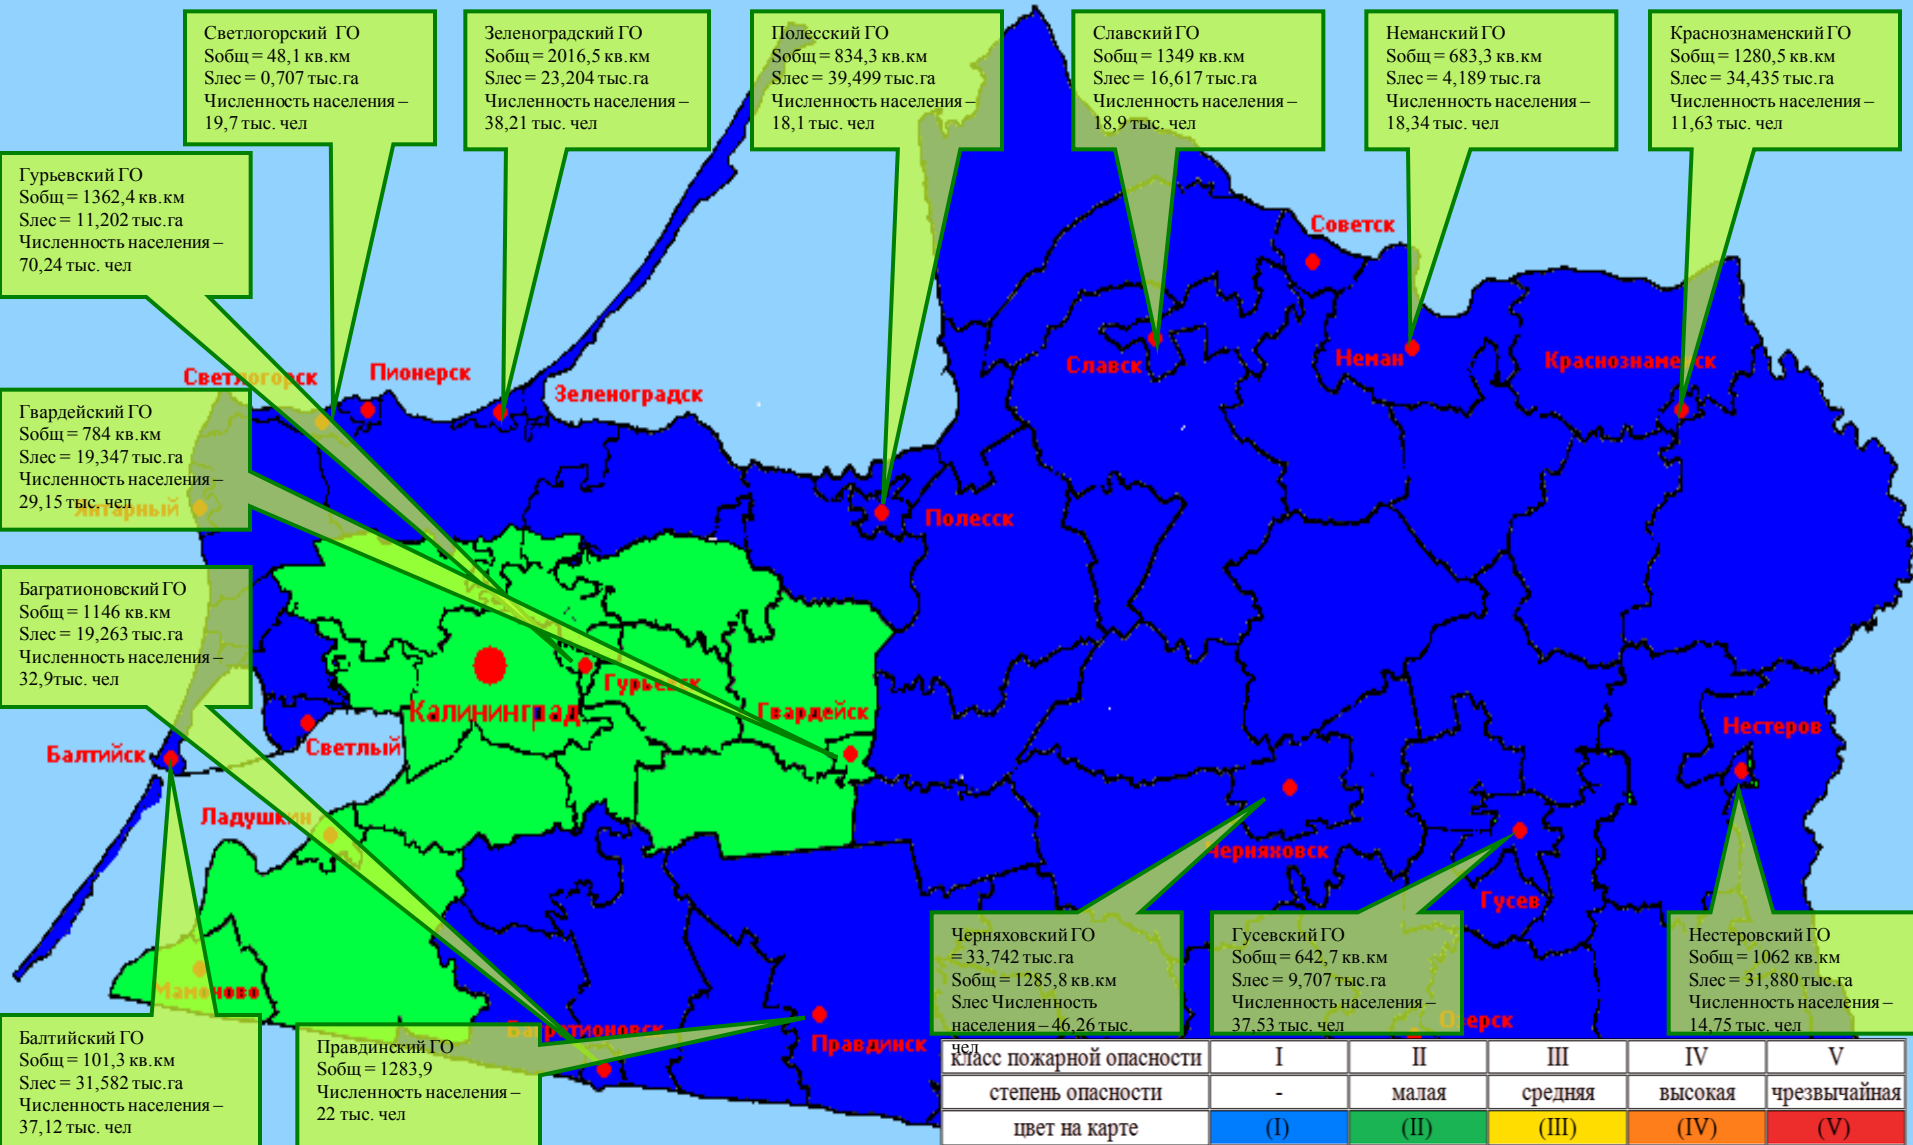 Светлогорский ГО
Sобщ = 48,1 кв.км
Sлес = 0,707 тыс.га
Численность населения –
19,7 тыс. чел
Зеленоградский ГО
Sобщ = 2016,5 кв.км
Sлес = 23,204 тыс.га
Численность населения –
38,21 тыс. чел
Полесский ГО
Sобщ = 834,3 кв.км
Sлес = 39,499 тыс.га
Численность населения –
18,1 тыс. чел
Славский ГО
Sобщ = 1349 кв.км
Sлес = 16,617 тыс.га
Численность населения –
18,9 тыс. чел
Неманский ГО
Sобщ = 683,3 кв.км
Sлес = 4,189 тыс.га
Численность населения –
18,34 тыс. чел
Краснознаменский ГО
Sобщ = 1280,5 кв.км
Sлес = 34,435 тыс.га
Численность населения –
11,63 тыс. чел
Гурьевский ГО
Sобщ = 1362,4 кв.км
Sлес = 11,202 тыс.га
Численность населения –
70,24 тыс. чел
Советск
Светлогорск
Пионерск
Зеленоградск
Славск
Неман
Краснознаменск
Гвардейский ГО
Sобщ = 784 кв.км
Sлес = 19,347 тыс.га
Численность населения –
29,15 тыс. чел
Янтарный
Полесск
Багратионовский ГО
Sобщ = 1146 кв.км
Sлес = 19,263 тыс.га
Численность населения –
32,9тыс. чел
Гурьевск
Калининград
Гвардейск
Светлый
Балтийск
Нестеров
Ладушкин
Черняховск
Гусев
Мамоново
Багратионовск
Правдинск
Озерск
Черняховский ГО
= 33,742 тыс.га
Sобщ = 1285,8 кв.км
Sлес Численность
населения – 46,26 тыс.
чел
Гусевский ГО
Sобщ = 642,7 кв.км
Sлес = 9,707 тыс.га
Численность населения –
37,53 тыс. чел
Нестеровский ГО
Sобщ = 1062 кв.км
Sлес = 31,880 тыс.га
Численность населения –
14,75 тыс. чел
Балтийский ГО
Sобщ = 101,3 кв.км
Sлес = 31,582 тыс.га
Численность населения –
37,12 тыс. чел
Правдинский ГО
Sобщ = 1283,9
Численность населения –
22 тыс. чел
класс пожарной опасности I II III IV V
степень опасности - малая средняя высокая чрезвычайная
цвет на карте (I) (II) (III) (IV) (V)